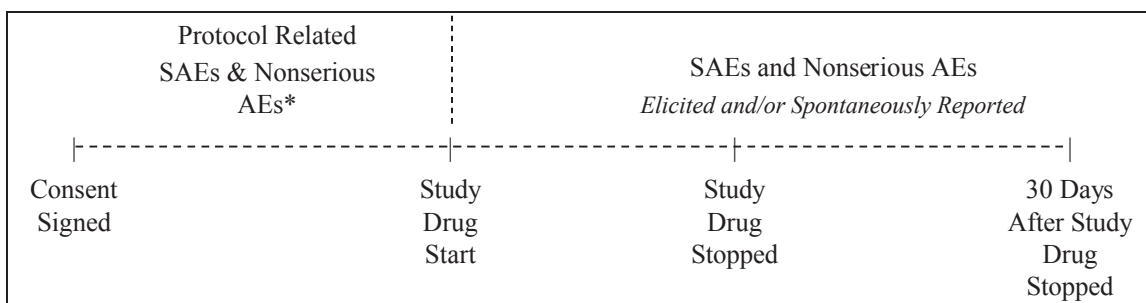 Protocol Related
SAEs & Nonserious
AEs*
SAEs and Nonserious AEs
Elicited and/or Spontaneously Reported
Consent
Signed
Study
Drug
Start
Study
Drug
Stopped
30 Days
After Study
Drug
Stopped